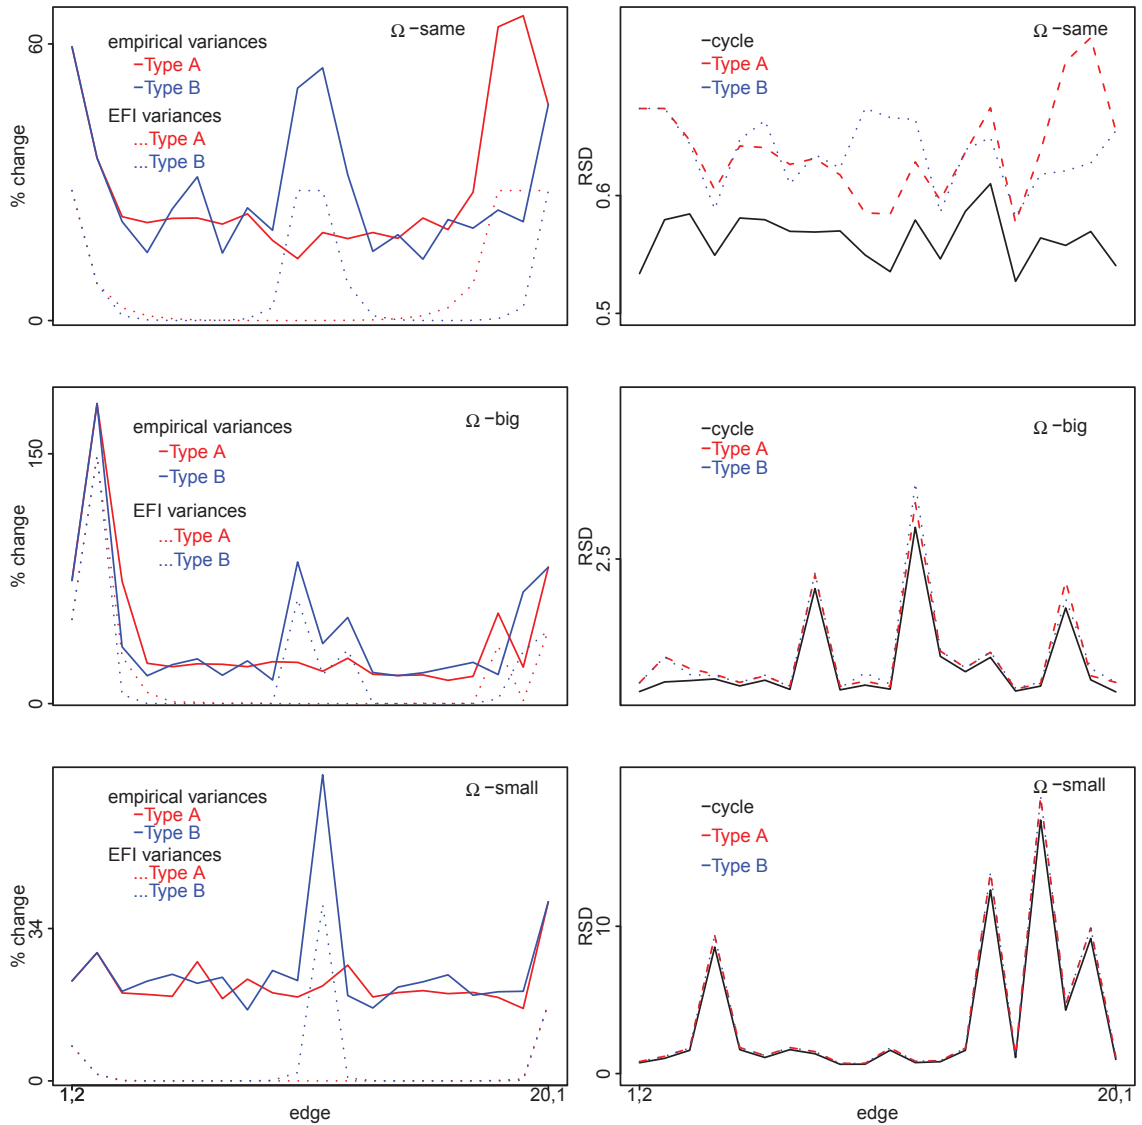 Ω −same
empirical variances
−Type A
−Type B
EFI variances
...Type A
...Type B
60
0
% change
Ω −same
−cycle
−Type A
−Type B
0.6
0.5
RSD
Ω −big
empirical variances
−Type A
−Type B
EFI variances
...Type A
...Type B
150
0
% change
Ω −big
−cycle
−Type A
−Type B
2.5
RSD
Ω −small
empirical variances
−Type A
−Type B
EFI variances
...Type A
...Type B
34
0
% change
1,2
20,1
edge
Ω −small
−cycle
−Type A
−Type B
10
0
RSD
1,2
20,1
edge